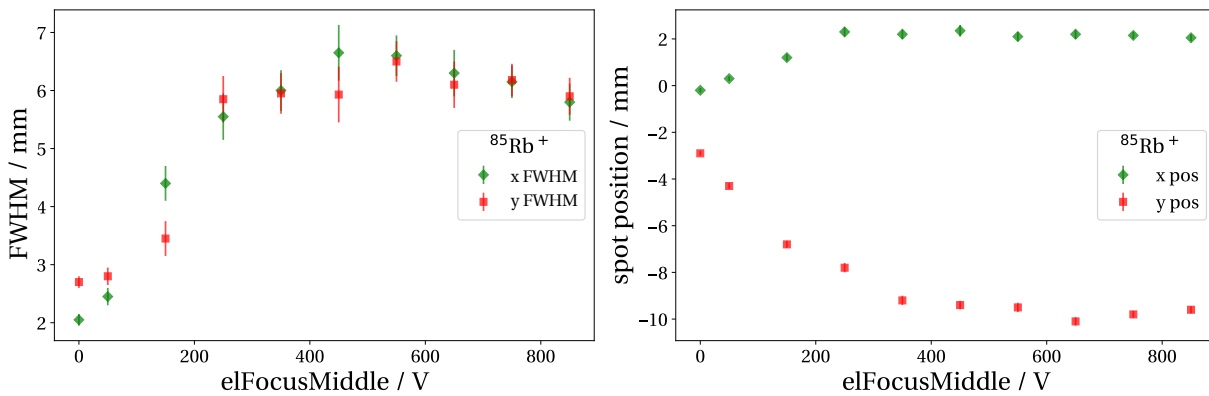 FWHM / mm
7
6
5
4
3
2
0
200
400
600
800
elFocusMiddle / V
⁸⁵Rb⁺
x FWHM
y FWHM
spot position / mm
2
0
−2
−4
−6
−8
−10
0
200
400
600
800
elFocusMiddle / V
⁸⁵Rb⁺
x pos
y pos